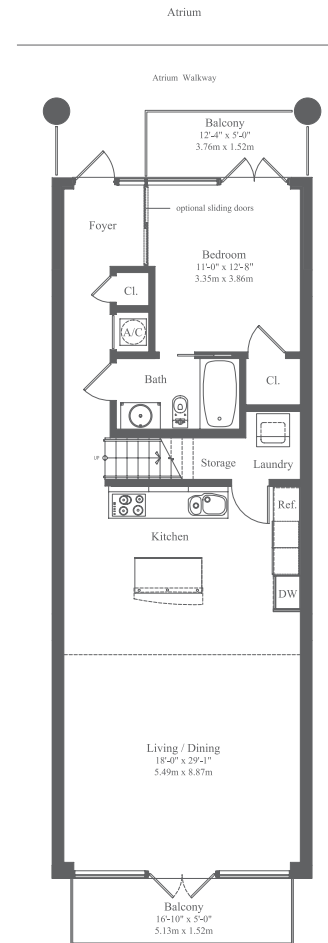 Atrium
Atrium Walkway
Balcony
12'-4" x 5'-0"
3.76m x 1.52m
optional sliding doors
Foyer
Bedroom
11'-0" x 12'-8"
3.35m x 3.86m
Cl.
A/C
Bath
Cl.
UP
Storage
Laundry
Ref.
Kitchen
DW
Living / Dining
18'-0" x 29'-1"
5.49m x 8.87m
Balcony
16'-10" x 5'-0"
5.13m x 1.52m